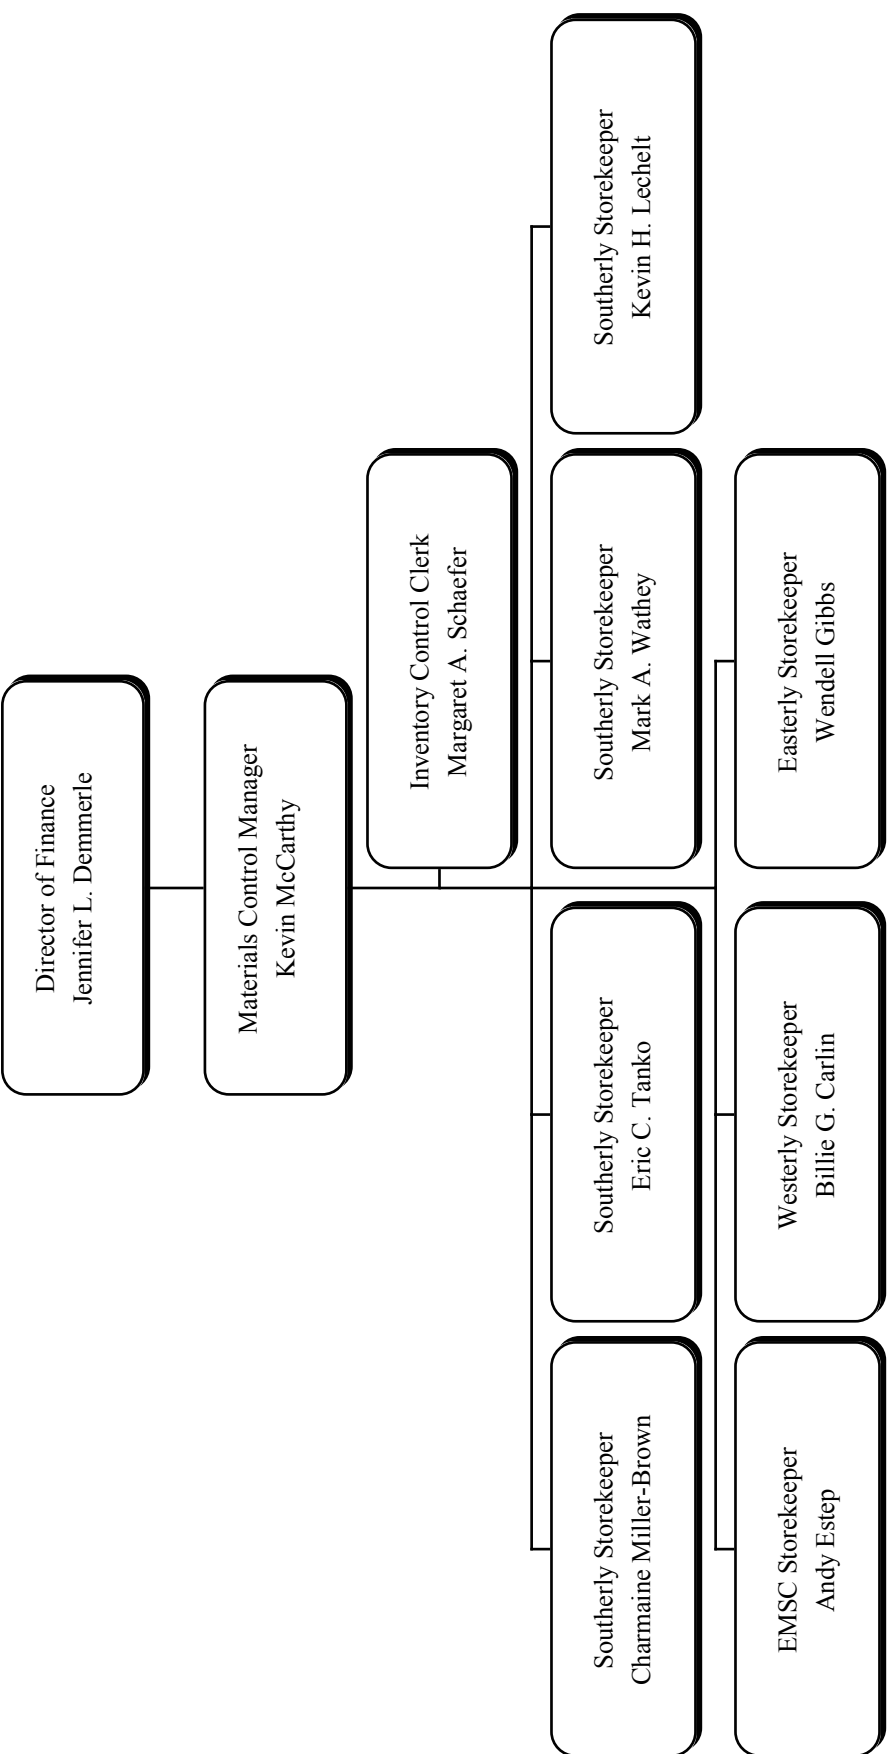 Director of Finance
Jennifer L. Demmerle
Materials Control Manager
Kevin McCarthy
Inventory Control Clerk
Margaret A. Schaefer
Southerly Storekeeper
Charmaine Miller-Brown
Southerly Storekeeper
Eric C. Tanko
Southerly Storekeeper
Mark A. Wathey
Southerly Storekeeper
Kevin H. Lechelt
EMSC Storekeeper
Andy Estep
Westerly Storekeeper
Billie G. Carlin
Easterly Storekeeper
Wendell Gibbs